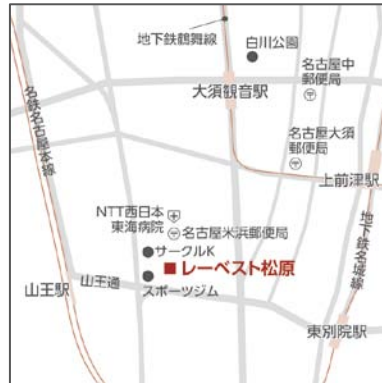 地下鉄鶴舞線
白川公園
名古屋中
郵便局
大須観音駅
名鉄名古屋本線
名古屋大須
郵便局
上前津駅
NTT西日本
東海病院
名古屋米浜郵便局
サークルK
レーベスト松原
地下鉄名城線
山王通
スポーツジム
山王駅
東別院駅